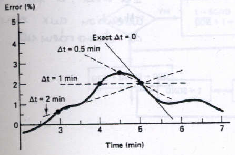 Error (%)
5
4
3
2
1
0
Exact Δt = 0
Δt = 0.5 min
Δt = 1 min
Δt = 2 min
3
4
5
6
7
Time (min)